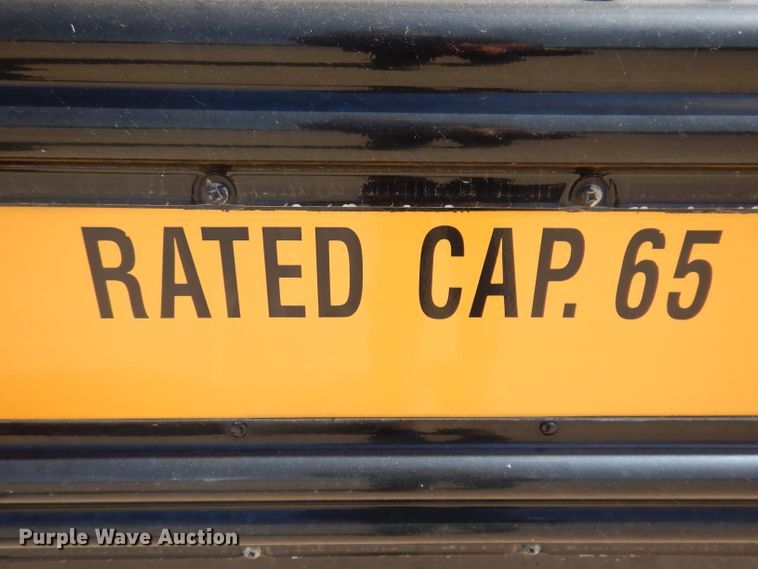 RATED CAP. 65
Purple Wave Auction